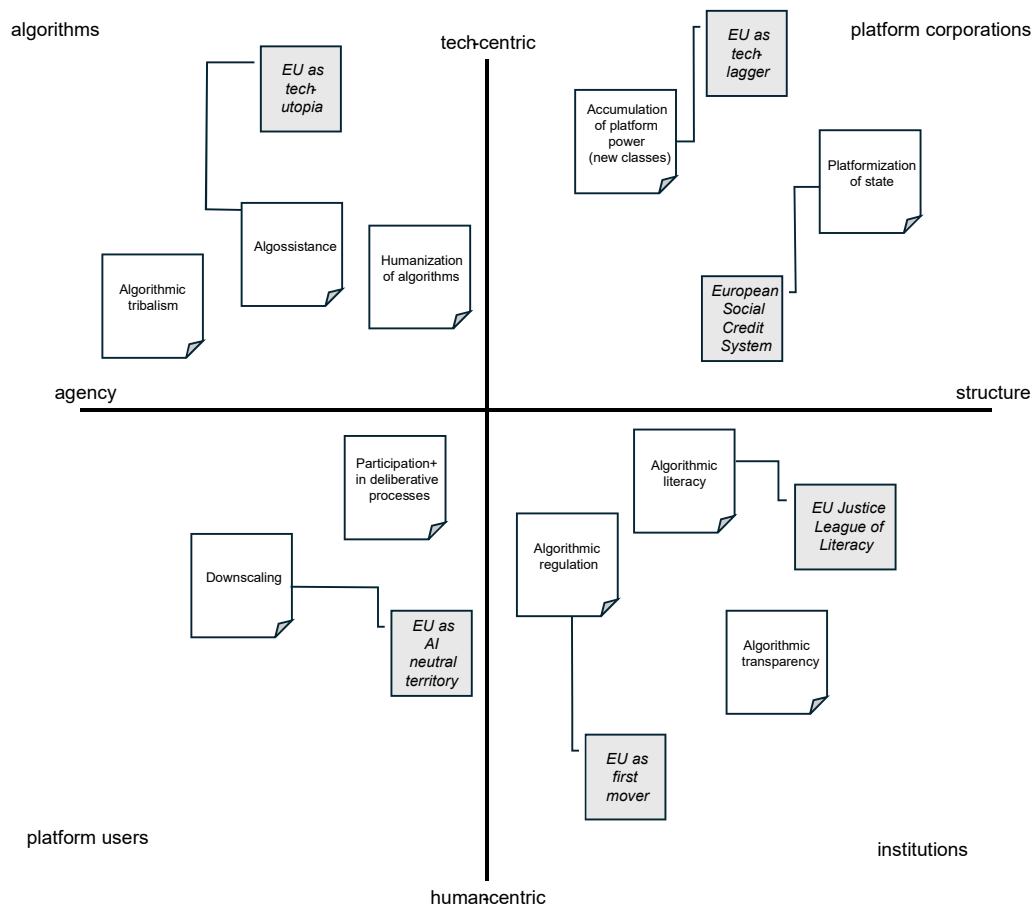 algorithms
tech-centric
platform corporations
EU as
tech-
utopia
EU as
tech-
lagger
Accumulation
of platform
power
(new classes)
Platformization
of state
Algossistance
Humanization
of algorithms
Algorithmic
tribalism
European
Social
Credit
System
agency
structure
Participation+
in deliberative
processes
Algorithmic
literacy
EU Justice
League of
Literacy
Downscaling
Algorithmic
regulation
EU as
AI
neutral
territory
Algorithmic
transparency
EU as
first
mover
platform users
institutions
human-centric